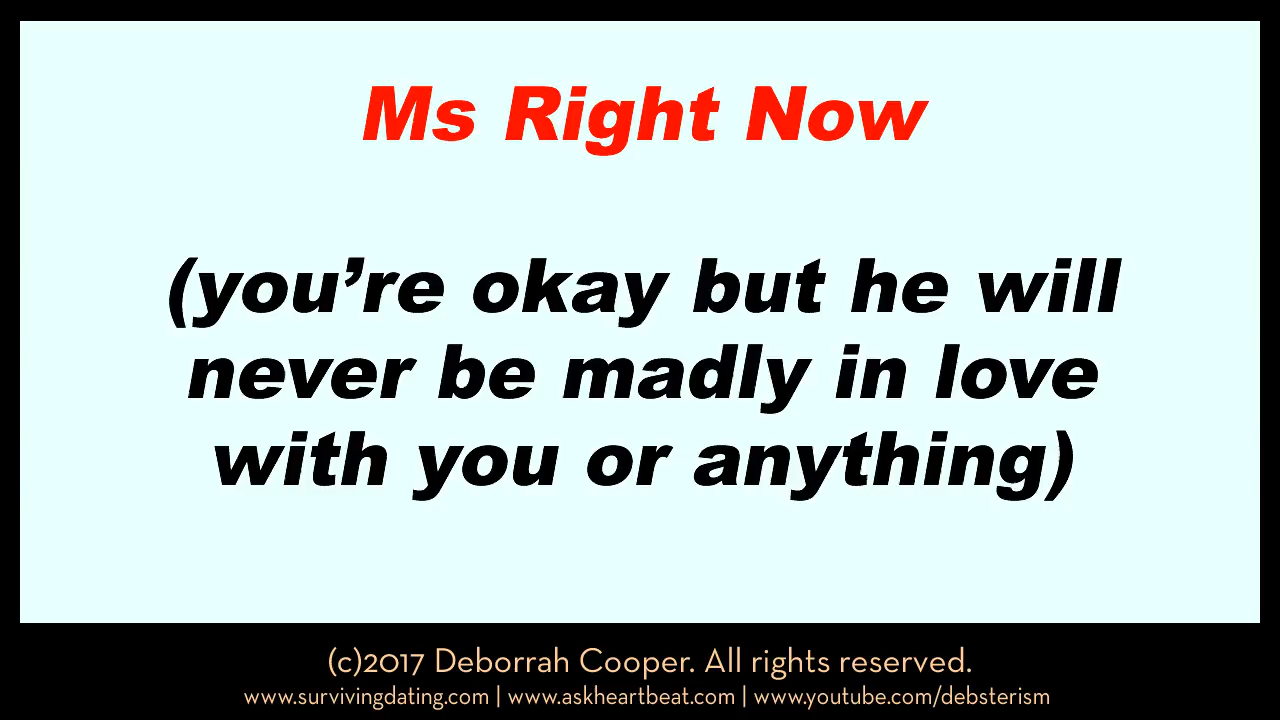 Ms Right Now
(you’re okay but he will
never be madly in love
with you or anything)
(c)2017 Deborrah Cooper. All rights reserved.
www.survivingdating.com | www.askheartbeat.com | www.youtube.com/debsterism